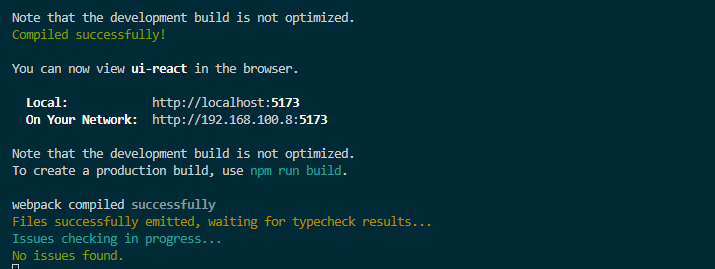 Note that the development build is not optimized.
Compiled successfully!
You can now view ui-react in the browser.
Local: http://localhost:5173
On Your Network: http://192.168.100.8:5173
Note that the development build is not optimized.
To create a production build, use npm run build.
webpack compiled successfully
Files successfully emitted, waiting for typecheck results...
Issues checking in progress...
No issues found.